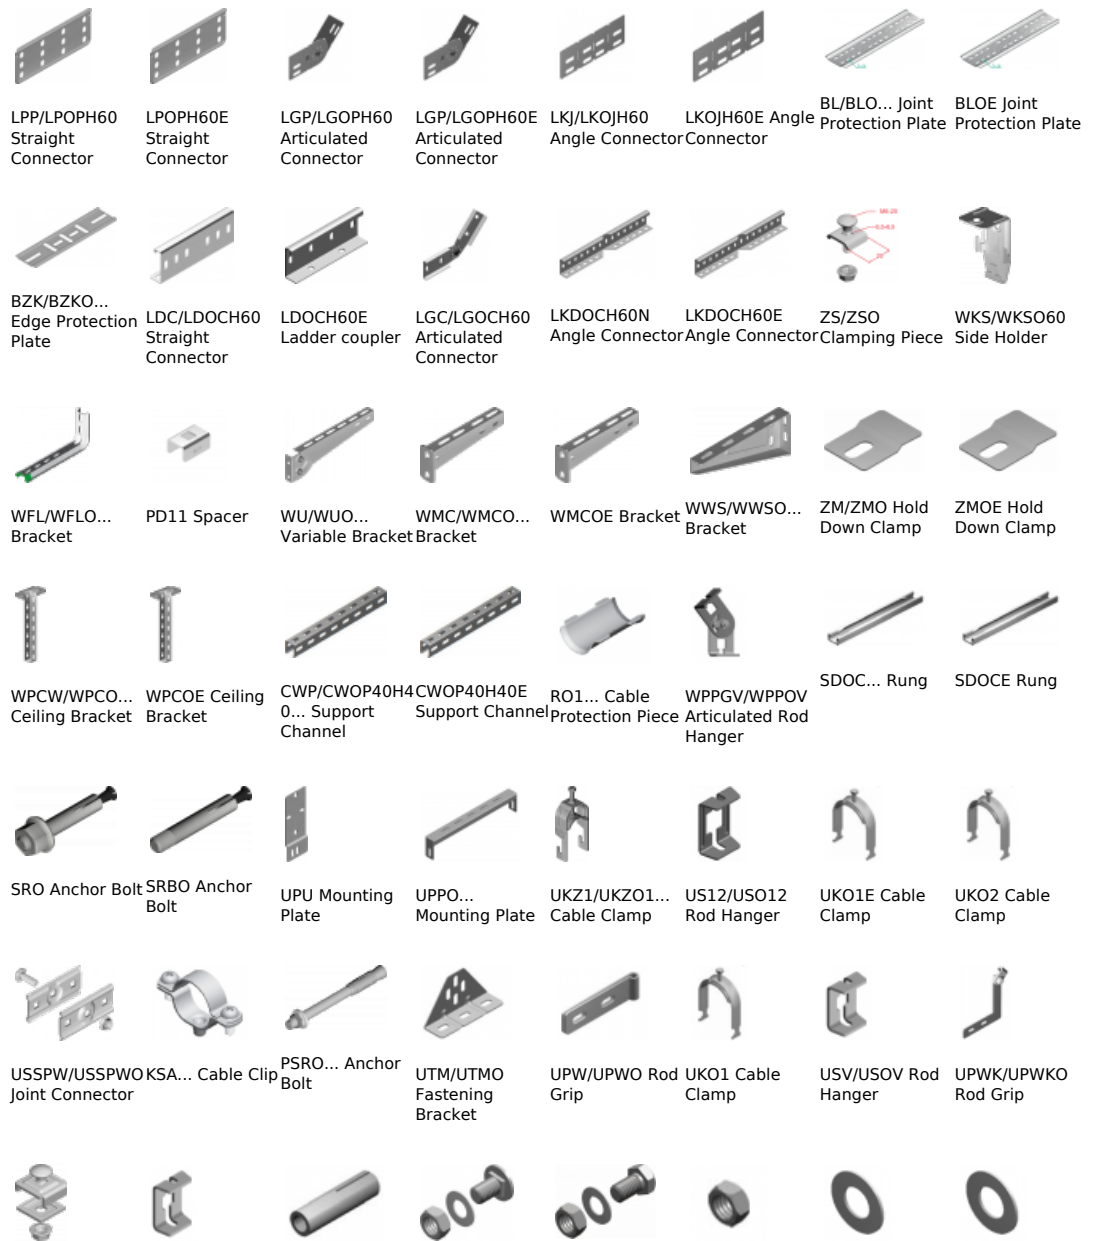 LPP/LPOPH60
Straight
Connector
LPOPH60E
Straight
Connector
LGP/LGOPH60
Articulated
Connector
LGP/LGOPH60E
Articulated
Connector
LKJ/LKOJH60
Angle Connector
LKOJH60E Angle
Connector
BL/BLO... Joint
Protection Plate
BLOE Joint
Protection Plate
BZK/BZKO...
Edge Protection
Plate
LDC/LDOCH60
Straight
Connector
LDOCH60E
Ladder coupler
LGC/LGOCH60
Articulated
Connector
LKDOCH60N
Angle Connector
LKDOCH60E
Angle Connector
ZS/ZSO
Clamping Piece
WKS/WKSO60
Side Holder
WFL/WFLO...
Bracket
PD11 Spacer
WU/WUO...
Variable Bracket
WMC/WMCO...
Bracket
WMCOE Bracket
WWS/WWSO...
Bracket
ZM/ZMO Hold
Down Clamp
ZMOE Hold
Down Clamp
WPCW/WPCO...
Ceiling Bracket
WPCOE Ceiling
Bracket
CWP/CWOP40H4
0... Support
Channel
CWOP40H40E
Support Channel
RO1... Cable
Protection Piece
WPPGV/WPPOV
Articulated Rod
Hanger
SDOC... Rung
SDOCE Rung
SRO Anchor Bolt
SRBO Anchor
Bolt
UPU Mounting
Plate
UPPO...
Mounting Plate
UKZ1/UKZO1...
Cable Clamp
US12/USO12
Rod Hanger
UKO1E Cable
Clamp
UKO2 Cable
Clamp
USSPW/USSPWO
Joint Connector
KSA... Cable Clip
PSRO... Anchor
Bolt
UTM/UTMO
Fastening
Bracket
UPW/UPWO Rod
Grip
UKO1 Cable
Clamp
USV/USOV Rod
Hanger
UPWK/UPWKO
Rod Grip